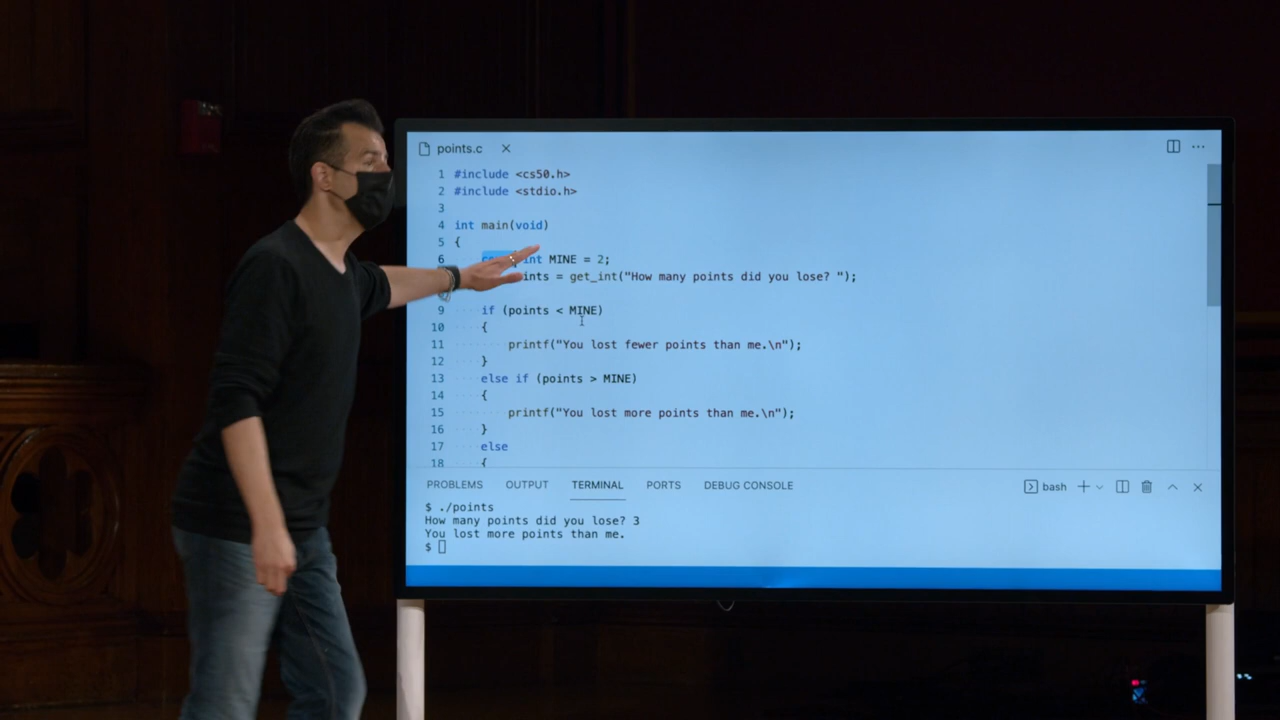 points.c
1 #include <cs50.h>
2 #include <stdio.h>
3
4 int main(void)
5 {
6 int MINE = 2;
= get_int("How many points did you lose? ");
9 if (points < MINE)
10 {
11 printf("You lost fewer points than me.\n");
12 }
13 else if (points > MINE)
14 {
15 printf("You lost more points than me.\n");
16 }
17 else
18 {
PROBLEMS OUTPUT TERMINAL PORTS DEBUG CONSOLE bash
$ ./points
How many points did you lose? 3
You lost more points than me.
$